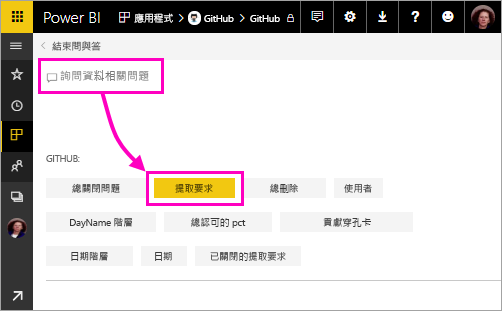 Power BI 應用程式 > GitHub > GitHub
< 結束問與答
詢問資料相關問題
GITHUB:
總關閉問題 提取要求 總刪除 使用者
DayName 階層 總認可的 pct 貢獻穿孔卡
日期階層 日期 已關閉的提取要求